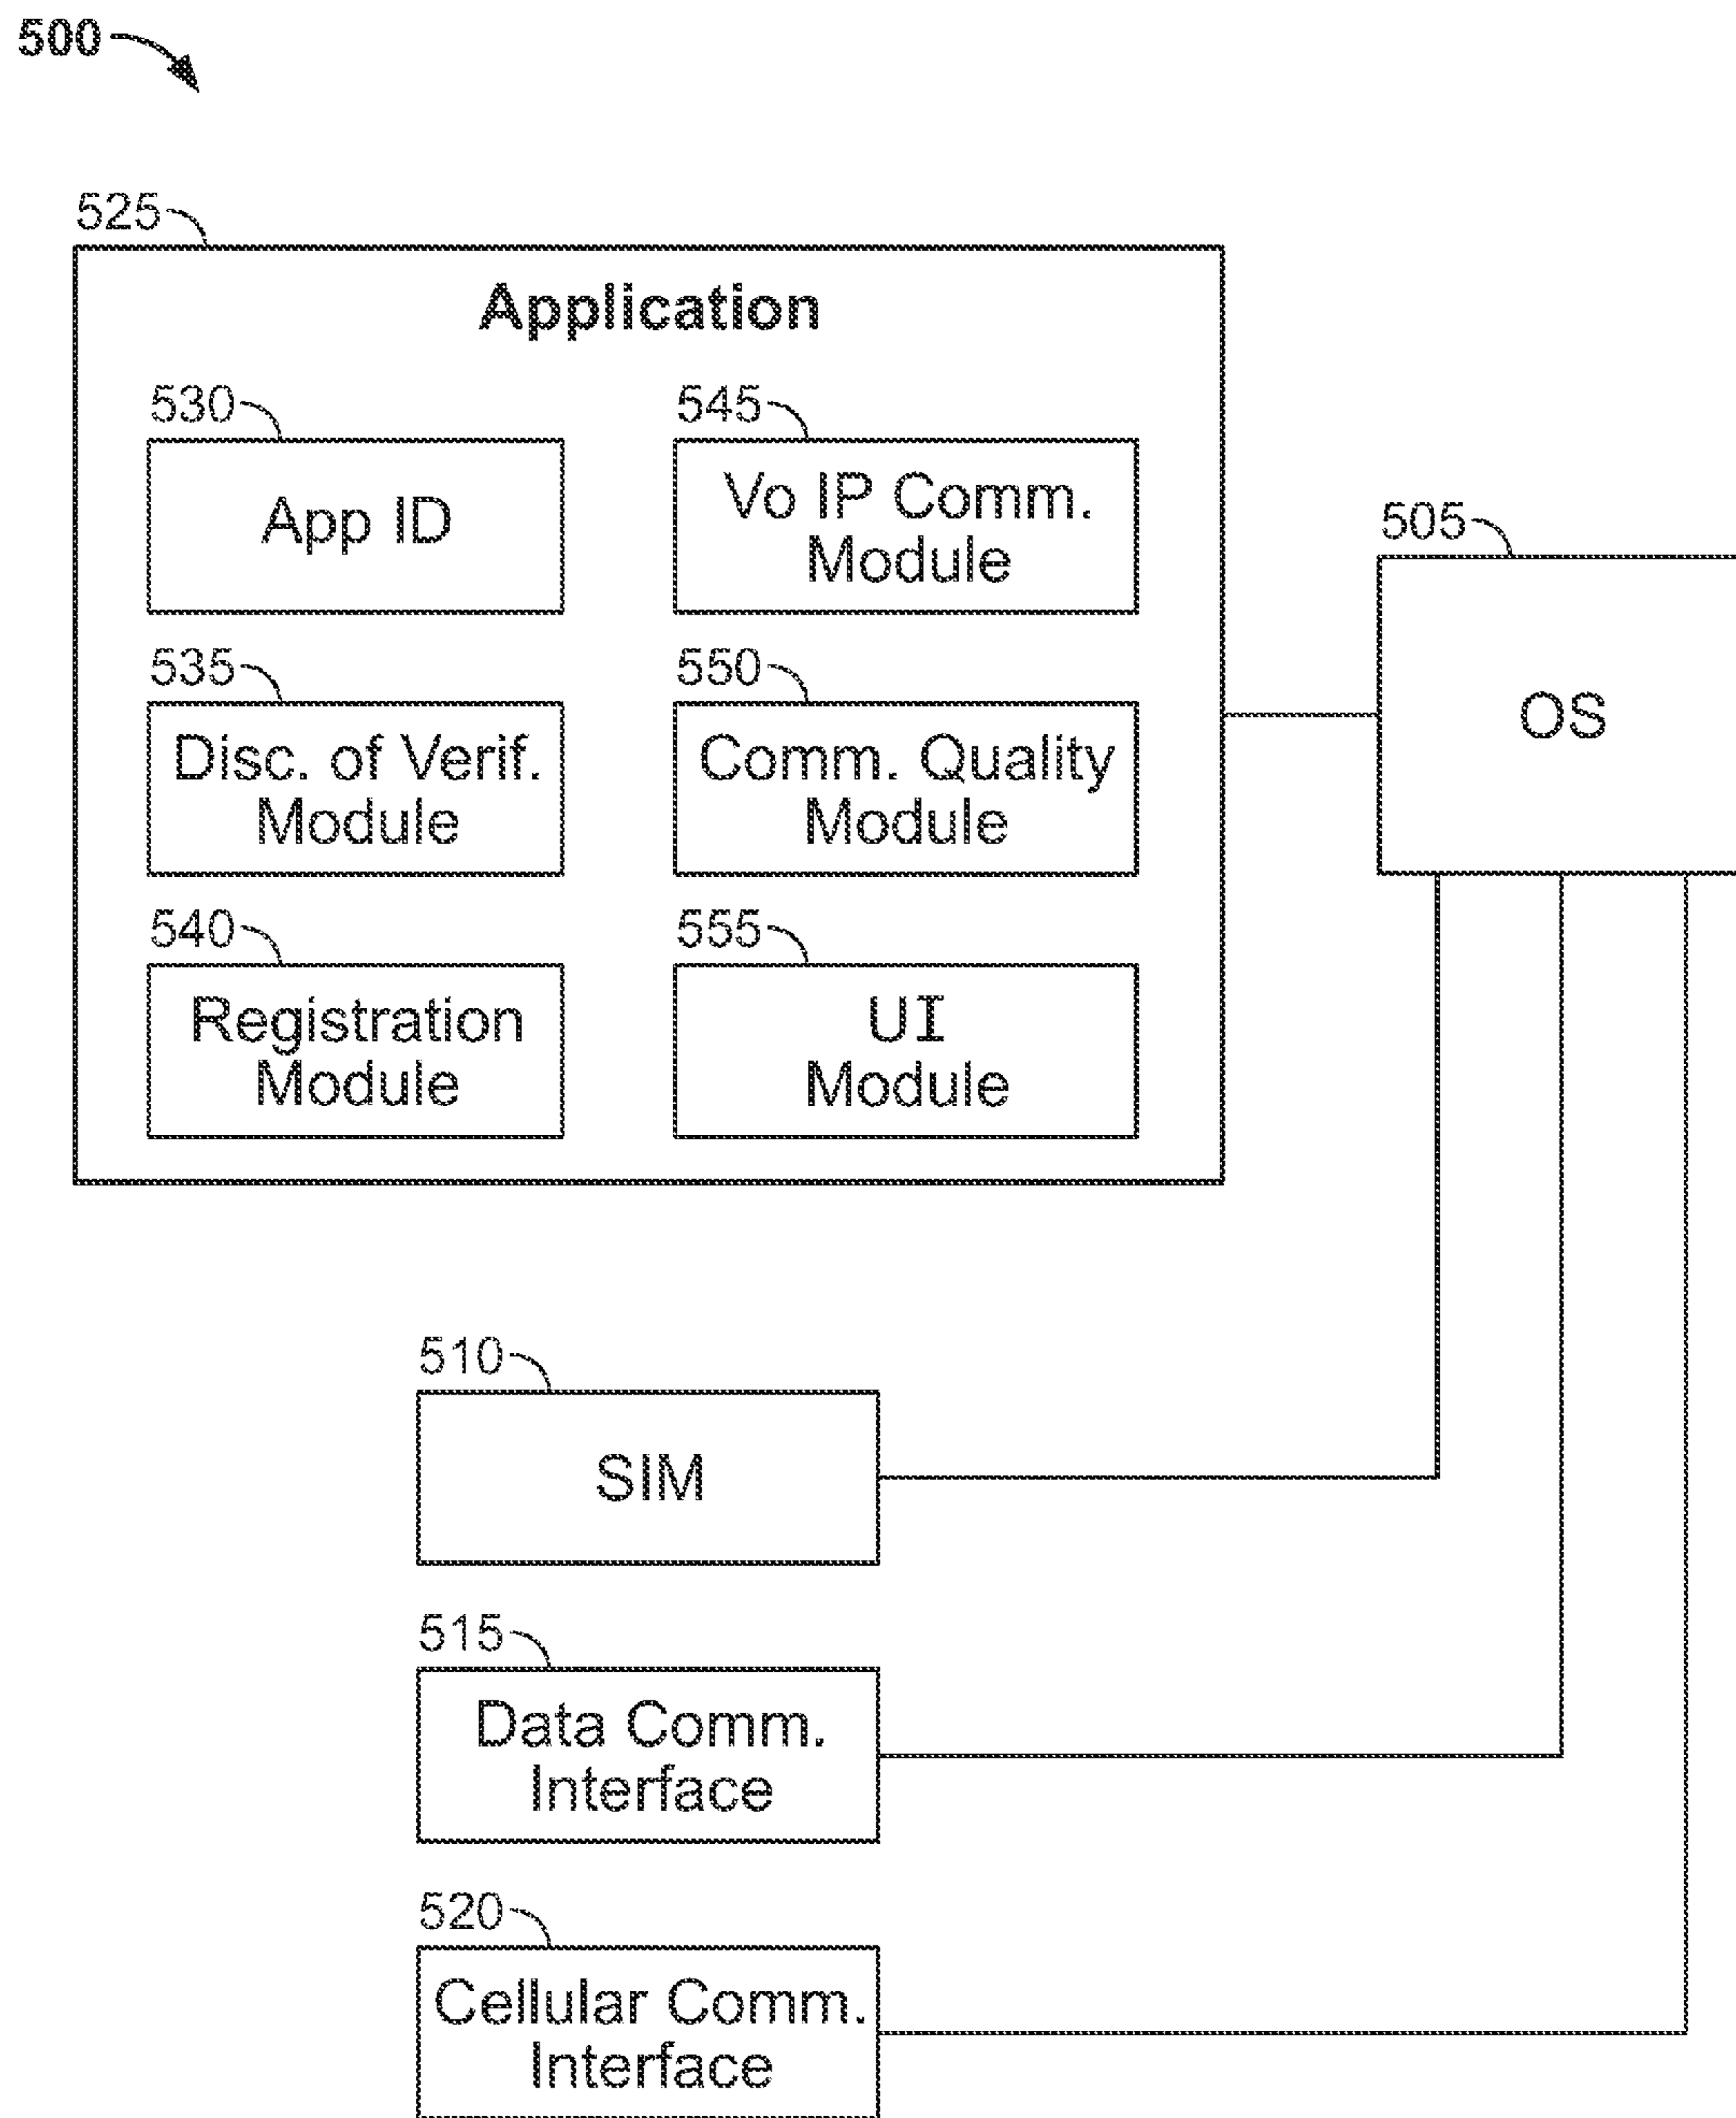 500
525
Application
530
App ID
545
Vo IP Comm.
Module
505
OS
535
Disc. of Verif.
Module
550
Comm. Quality
Module
540
Registration
Module
555
UI
Module
510
SIM
515
Data Comm.
Interface
520
Cellular Comm.
Interface